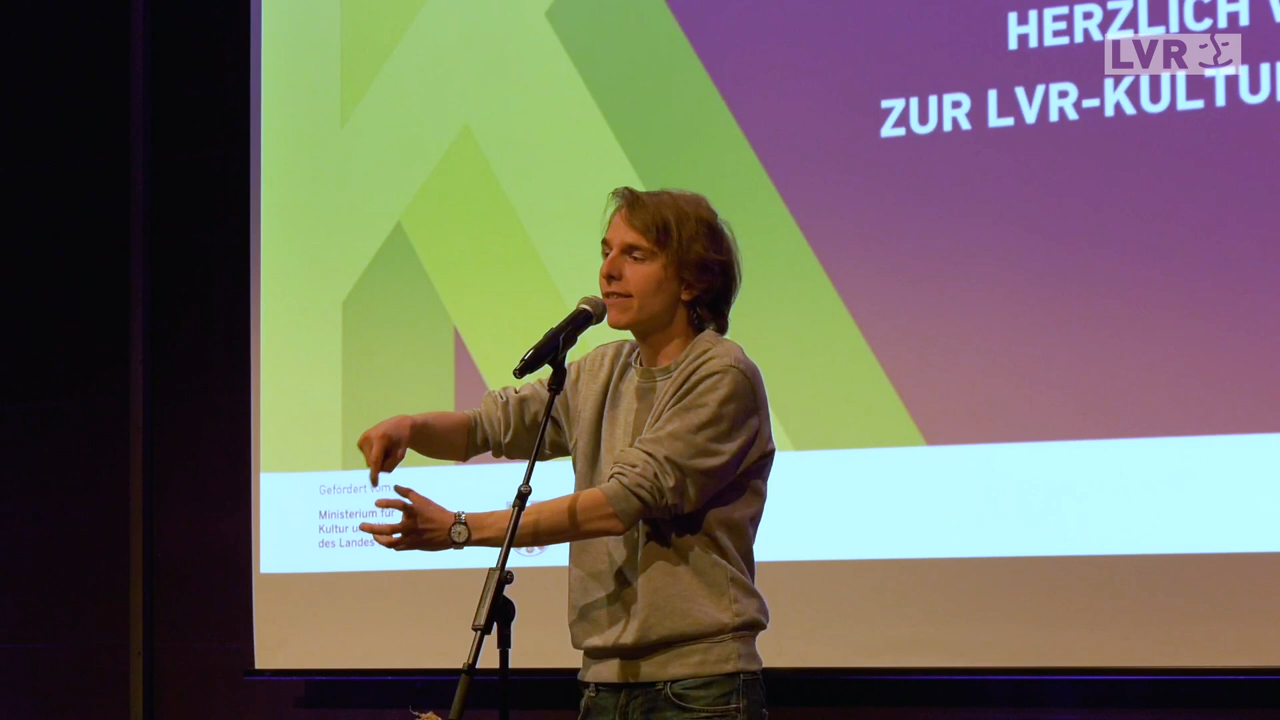 HERZLICH
LVR
ZUR LVR-KULTU
Gefördert vom
Ministerium für
Kultur u
des Landes